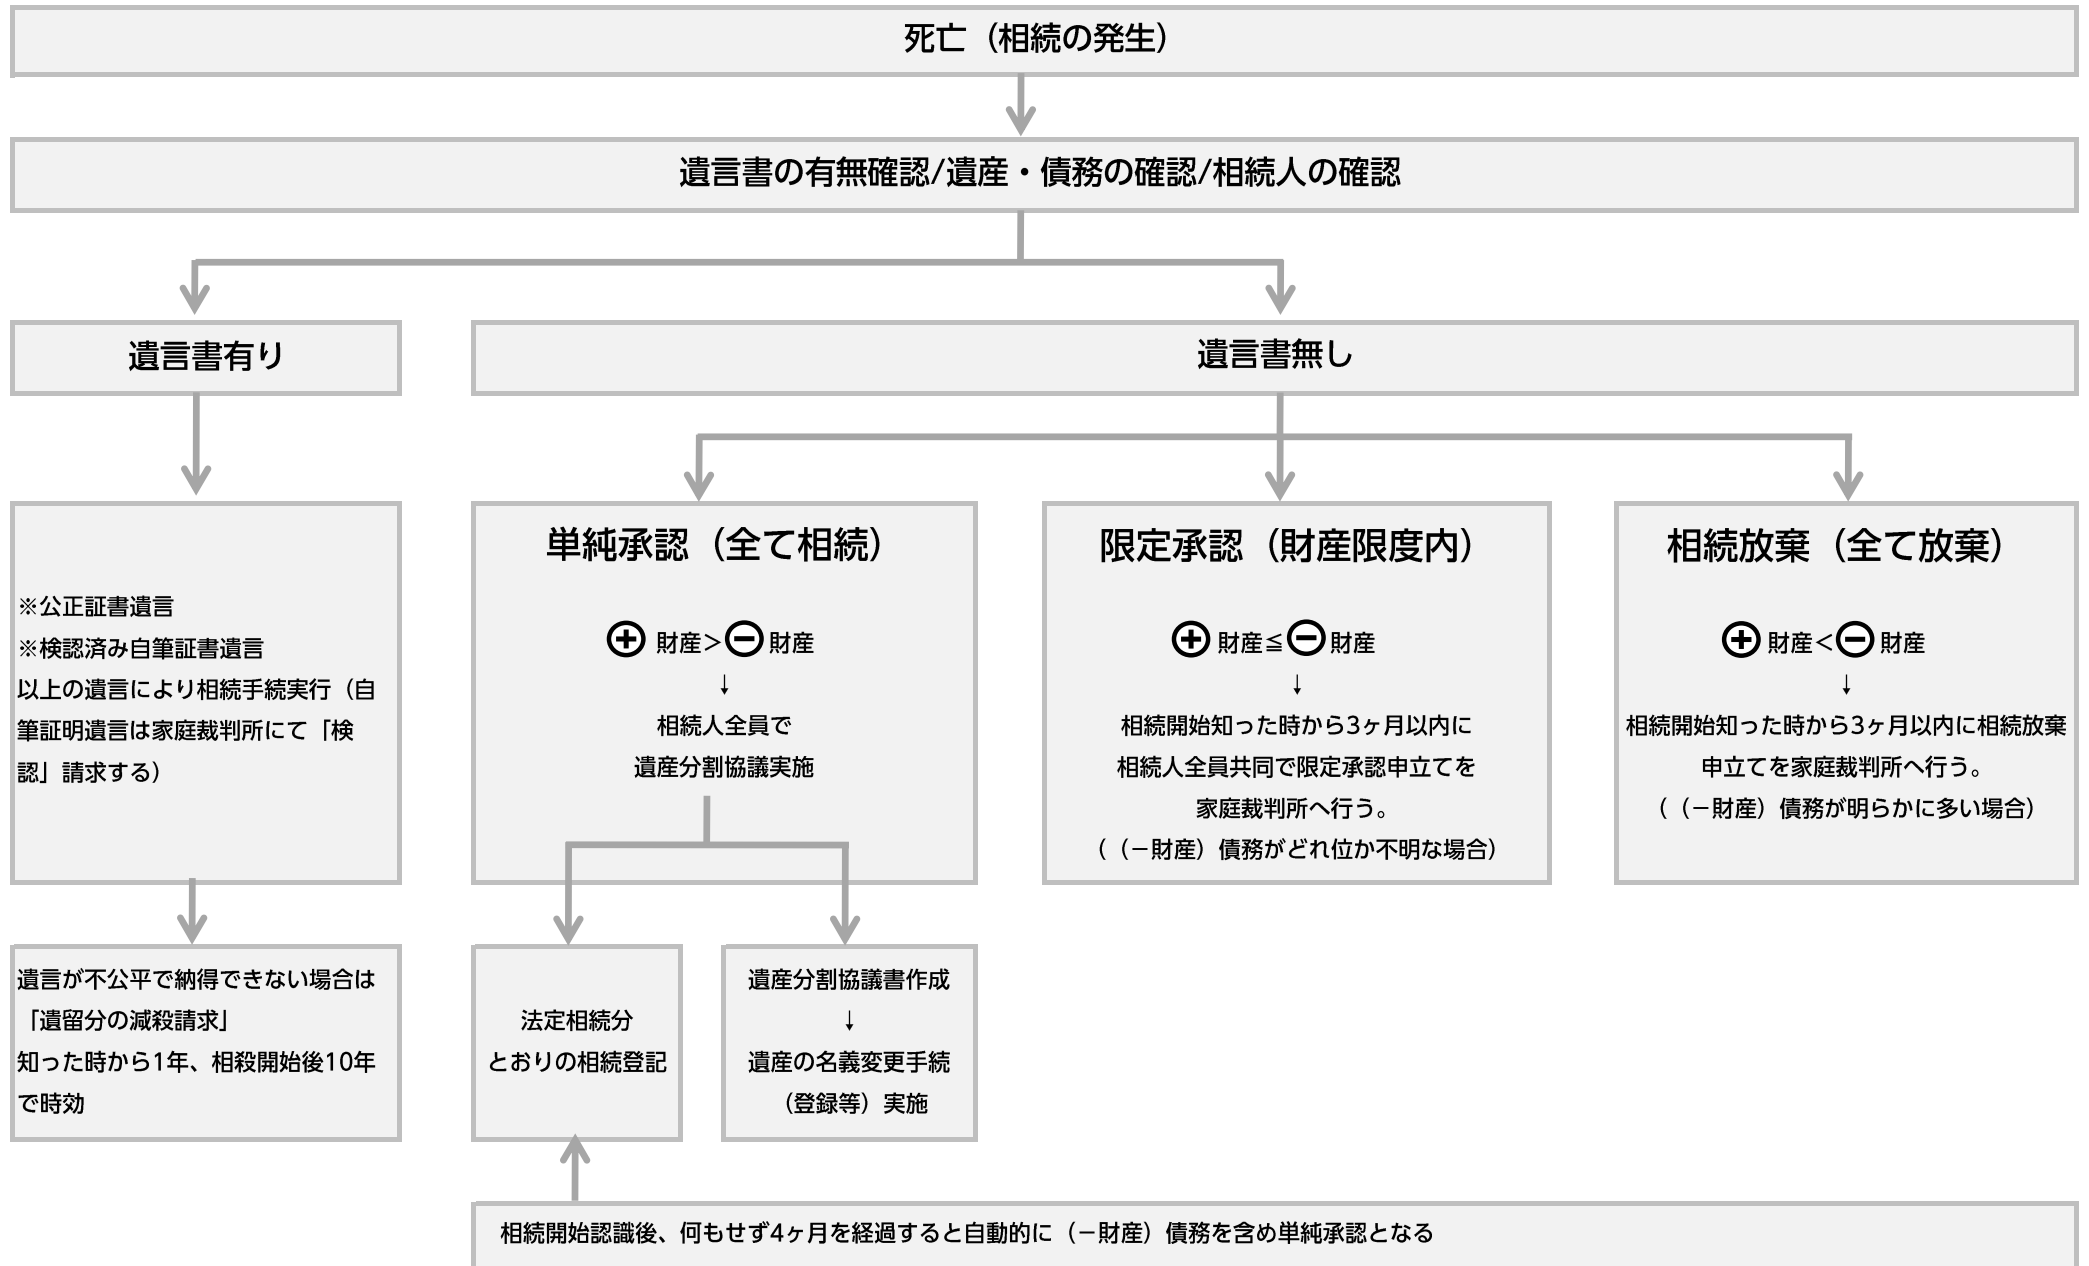 死亡（相続の発生）
遺言書の有無確認/遺産・債務の確認/相続人の確認
遺言書有り
遺言書無し
※公正証書遺言
※検認済み自筆証書遺言
以上の遺言により相続手続実行（自
筆証明遺言は家庭裁判所にて「検
認」請求する）
単純承認（全て相続）
⊕ 財産＞⊖ 財産
↓
相続人全員で
遺産分割協議実施
限定承認（財産限度内）
⊕ 財産≦⊖ 財産
↓
相続開始知った時から3ヶ月以内に
相続人全員共同で限定承認申立てを
家庭裁判所へ行う。
（（－財産）債務がどれ位か不明な場合）
相続放棄（全て放棄）
⊕ 財産＜⊖ 財産
↓
相続開始知った時から3ヶ月以内に相続放棄
申立てを家庭裁判所へ行う。
（（－財産）債務が明らかに多い場合）
遺言が不公平で納得できない場合は
「遺留分の減殺請求」
知った時から1年、相殺開始後10年
で時効
法定相続分
とおりの相続登記
遺産分割協議書作成
↓
遺産の名義変更手続
（登録等）実施
相続開始認識後、何もせず4ヶ月を経過すると自動的に（－財産）債務を含め単純承認となる